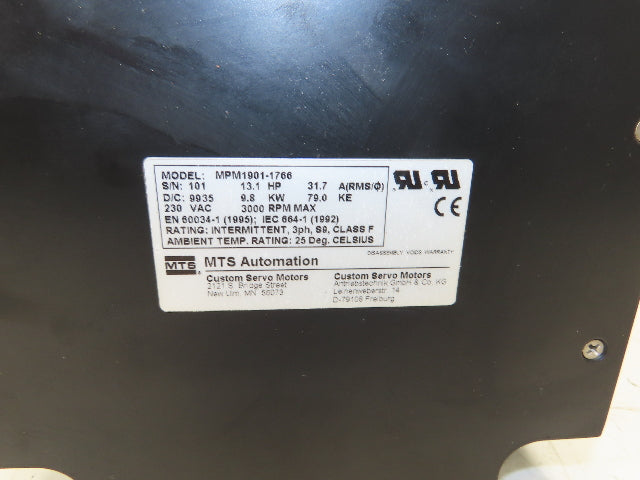 MODEL: MPM1901-1766
S/N: 101 13.1 HP 31.7 A(RMS/Φ)
D/C: 9935 9.8 KW 79.0 KE
230 VAC 3000 RPM MAX
EN 60034-1 (1995); IEC 664-1 (1992)
RATING: INTERMITTENT, 3ph, S9, CLASS F
AMBIENT TEMP. RATING: 25 Deg. CELSIUS
DISASSEMBLY VOIDS WARRANTY
MTS MTS Automation
Custom Servo Motors
2121 S. Bridge Street
New Ulm, MN 56073
Custom Servo Motors
Antriebstechnik GmbH & Co. KG
Leinenweberstr. 14
D-79108 Freiburg
c
CE